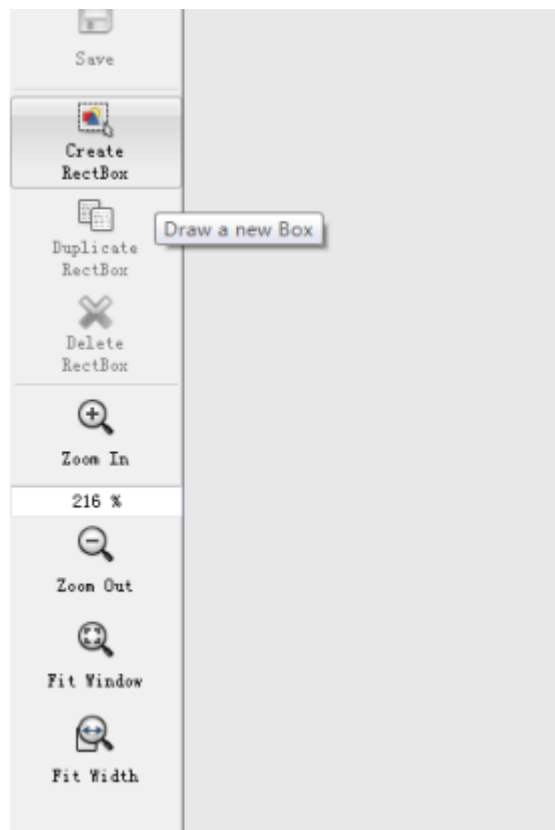 Save
Create
RectBox
Draw a new Box
Duplicate
RectBox
Delete
RectBox
Zoom In
216 %
Zoom Out
Fit Window
Fit Width